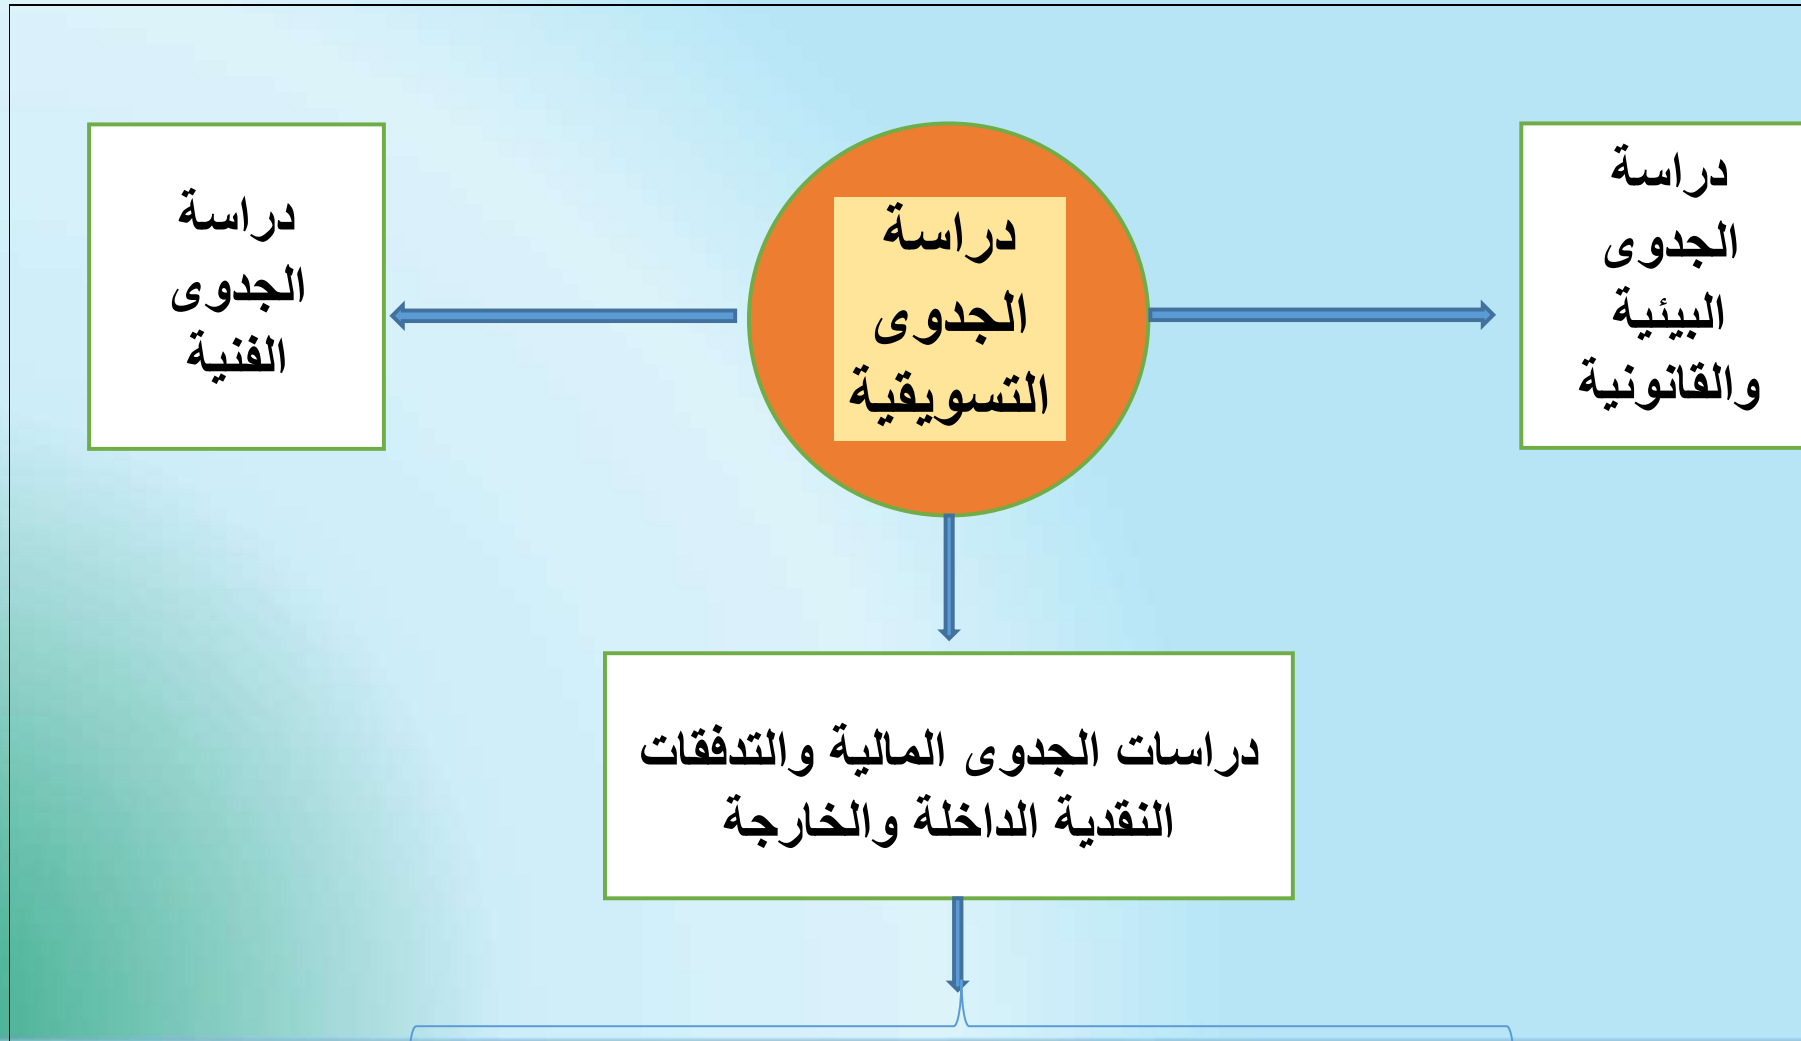 دراسة
الجدوى
البيئية
والقانونية
دراسة
الجدوى
التسويقية
دراسة
الجدوى
الفنية
دراسات الجدوى المالية والتدفقات
النقدية الداخلة والخارجة